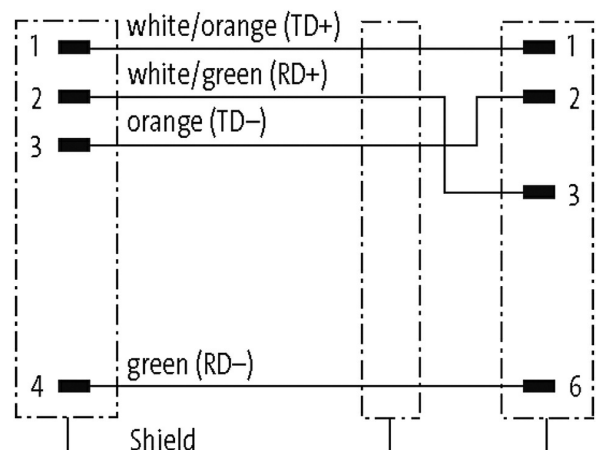 white/orange (TD+)
1 1
white/green (RD+)
2 2
orange (TD–)
3
3
green (RD–)
4 6
Shield